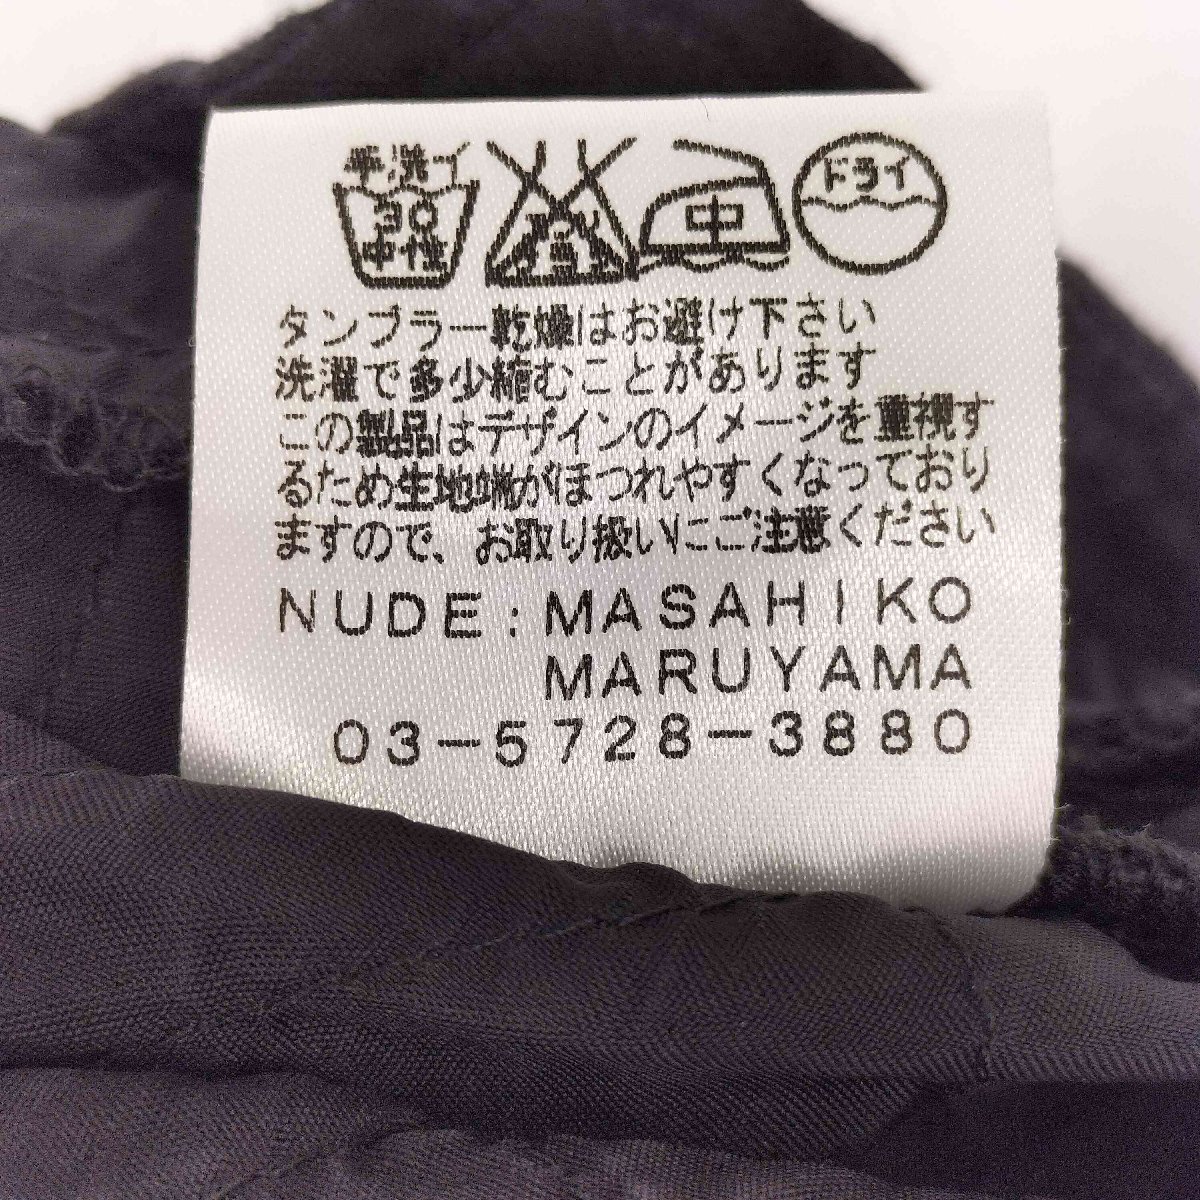 手洗イ
30
中性
中
ドライ
タンブラー乾燥はお避け下さい
洗濯で多少縮むことがあります
この製品はデザインのイメージを重視す
るため生地端がほつれやすくなっており
ますので、お取り扱いにご注意ください
NUDE:MASAHIKO
MARUYAMA
03-5728-3880